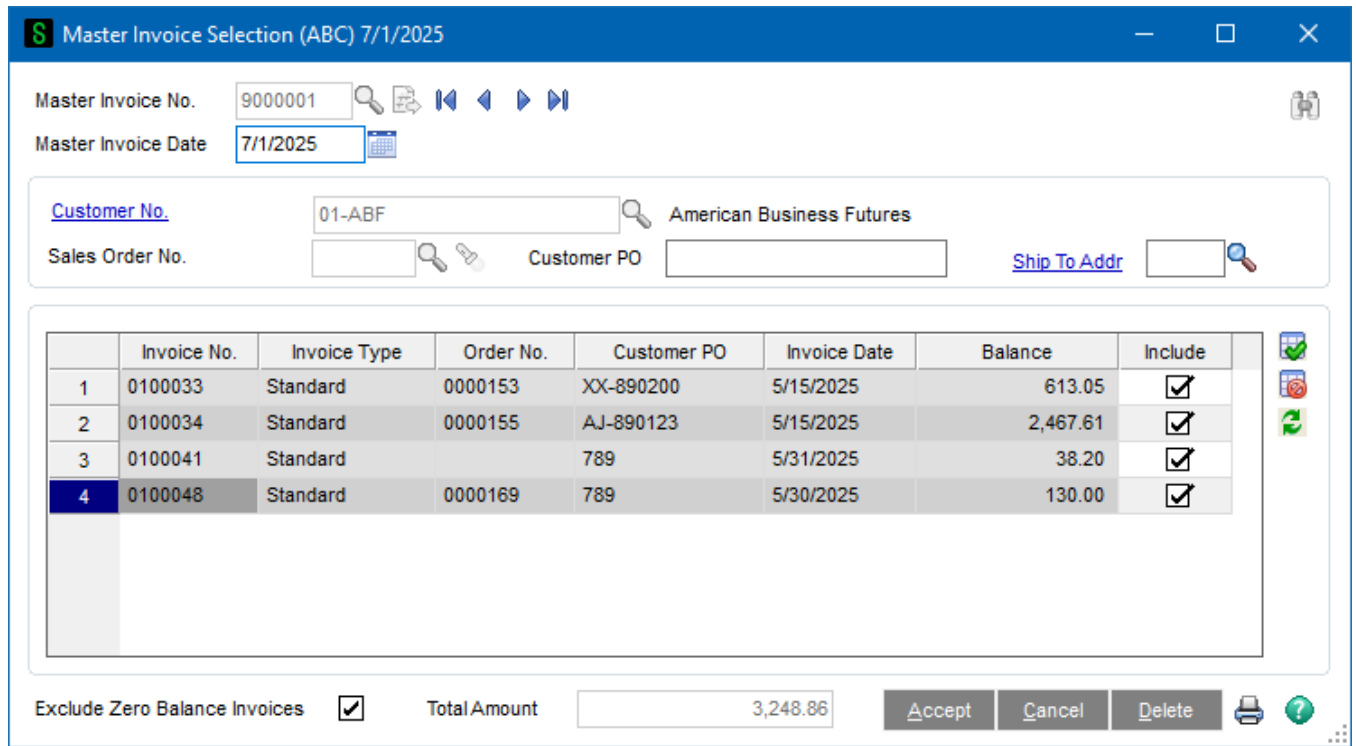 S Master Invoice Selection (ABC) 7/1/2025
Master Invoice No. 9000001
Master Invoice Date 7/1/2025
Customer No. 01-ABF American Business Futures
Sales Order No. Customer PO Ship To Addr
Invoice No. Invoice Type Order No. Customer PO Invoice Date Balance Include
1 0100033 Standard 0000153 XX-890200 5/15/2025 613.05
2 0100034 Standard 0000155 AJ-890123 5/15/2025 2,467.61
3 0100041 Standard 789 5/31/2025 38.20
4 0100048 Standard 0000169 789 5/30/2025 130.00
Exclude Zero Balance Invoices Total Amount 3,248.86 Accept Cancel Delete ?